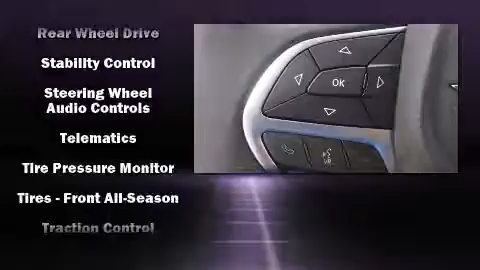 Rear Wheel Drive
Stability Control
Steering Wheel
Audio Controls
Telematics
Tire Pressure Monitor
Tires - Front All-Season
Traction Control
OK